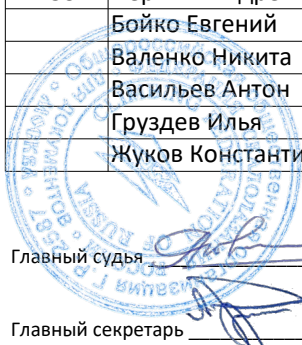 Бойко Евгений
Валенко Никита
Васильев Антон
Груздев Илья
Жуков Константи
Главный судья
Главный секретарь